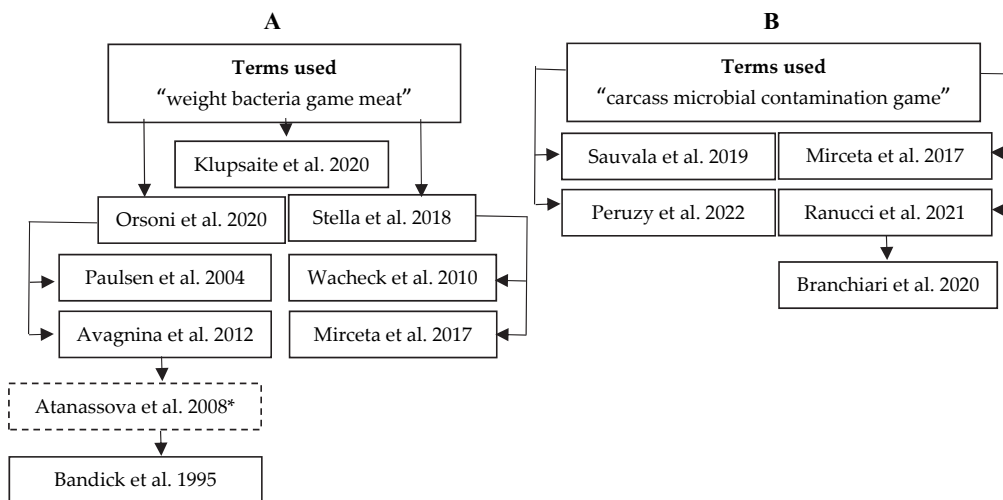 A
Terms used
“weight bacteria game meat”
Klupsaite et al. 2020
Orsoni et al. 2020
Stella et al. 2018
Paulsen et al. 2004
Wacheck et al. 2010
Avagnina et al. 2012
Mirceta et al. 2017
Atanassova et al. 2008*
Bandick et al. 1995
B
Terms used
“carcass microbial contamination game”
Sauvala et al. 2019
Mirceta et al. 2017
Peruzy et al. 2022
Ranucci et al. 2021
Branchiari et al. 2020